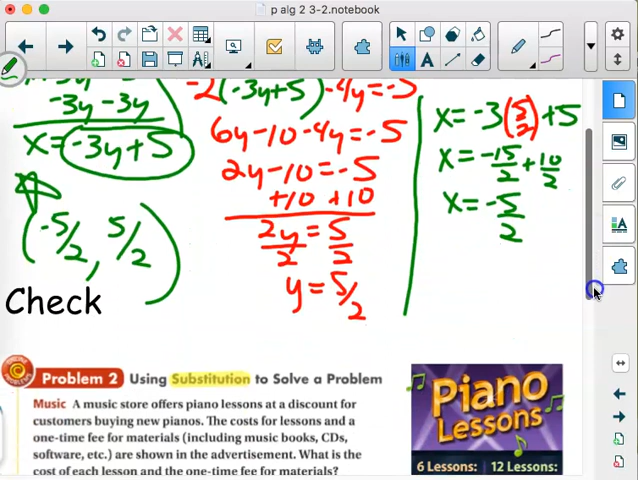 p alg 2 3-2.notebook
-3y -3y
x = -3y+5
(-5/2, 5/2)
Check
-2(-3y+5)-4y=-5
6y-10-4y=-5
2y-10=-5
+10 +10
2y = 5
2 2
y = 5/2
x = -3(5/2)+5
x = -15/2 + 10/2
x = -5/2
Problem 2 Using Substitution to Solve a Problem
Music A music store offers piano lessons at a discount for
customers buying new pianos. The costs for lessons and a
one-time fee for materials (including music books, CDs,
software, etc.) are shown in the advertisement. What is the
cost of each lesson and the one-time fee for materials?
Piano
Lessons
6 Lessons: 12 Lessons: